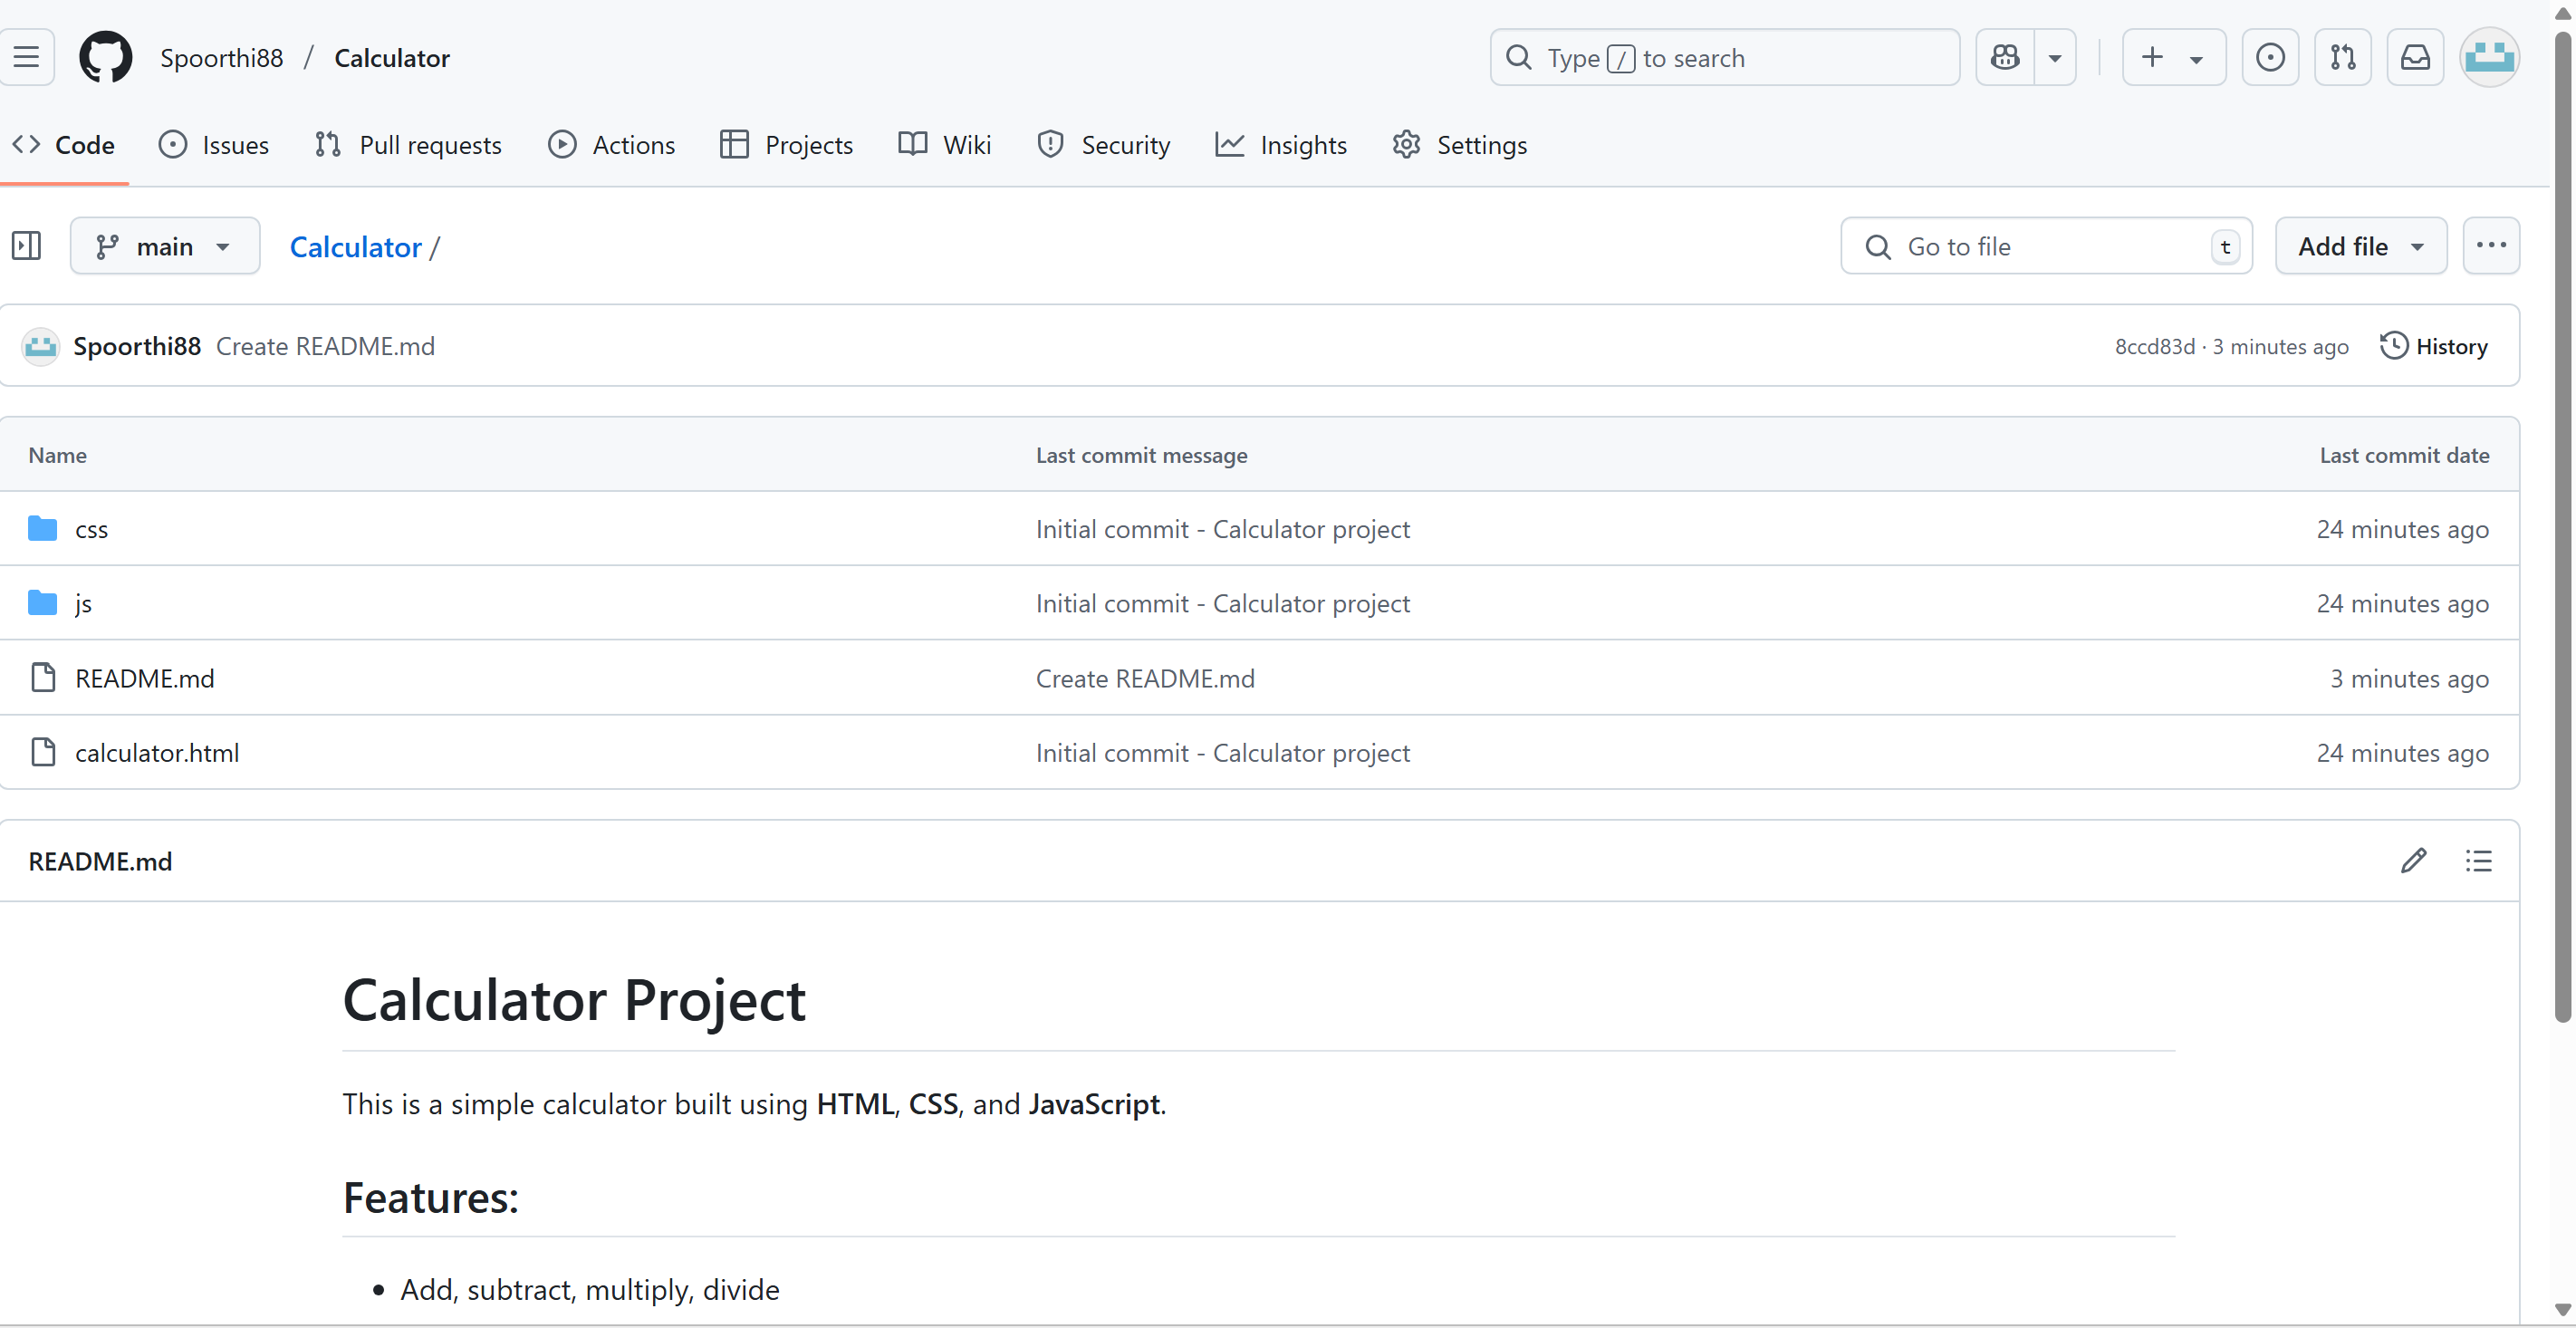 Spoorthi88 / Calculator
Type / to search
Code Issues Pull requests Actions Projects Wiki Security Insights Settings
main Calculator / Go to file t Add file
Spoorthi88 Create README.md 8ccd83d · 3 minutes ago History
Name Last commit message Last commit date
css Initial commit - Calculator project 24 minutes ago
js Initial commit - Calculator project 24 minutes ago
README.md Create README.md 3 minutes ago
calculator.html Initial commit - Calculator project 24 minutes ago
README.md
Calculator Project
This is a simple calculator built using HTML, CSS, and JavaScript.
Features:
• Add, subtract, multiply, divide